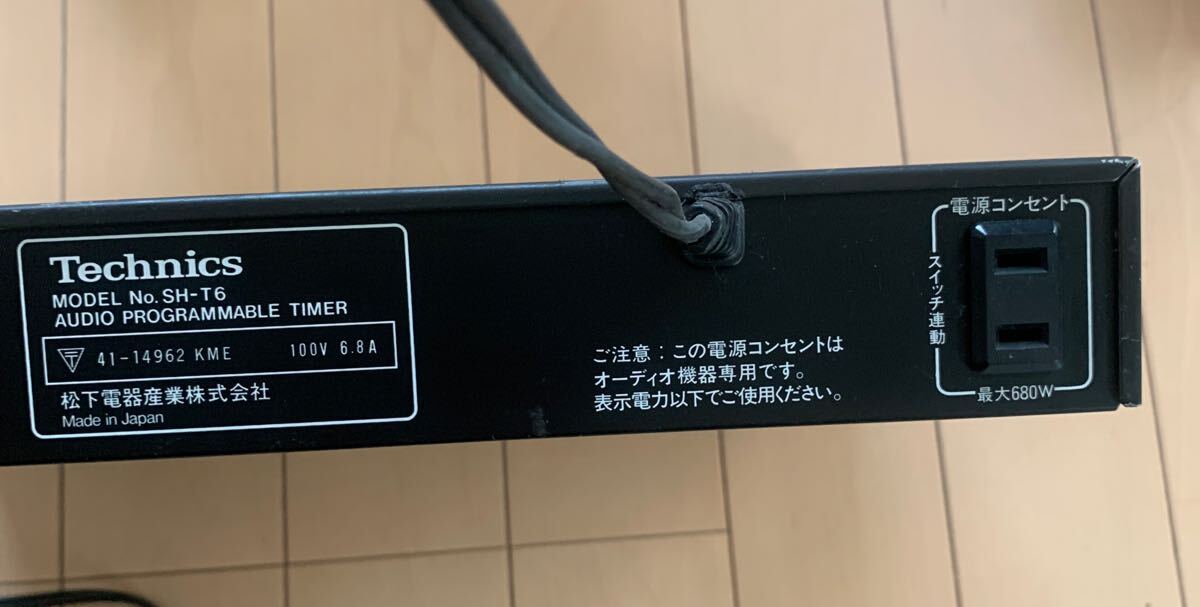 Technics
MODEL No. SH-T6
AUDIO PROGRAMMABLE TIMER
〒 41-14962 KME 100V 6.8A
松下電器産業株式会社
Made in Japan
ご注意：この電源コンセントは
オーディオ機器専用です。
表示電力以下でご使用ください。
電源コンセント
スイッチ連動
最大680W